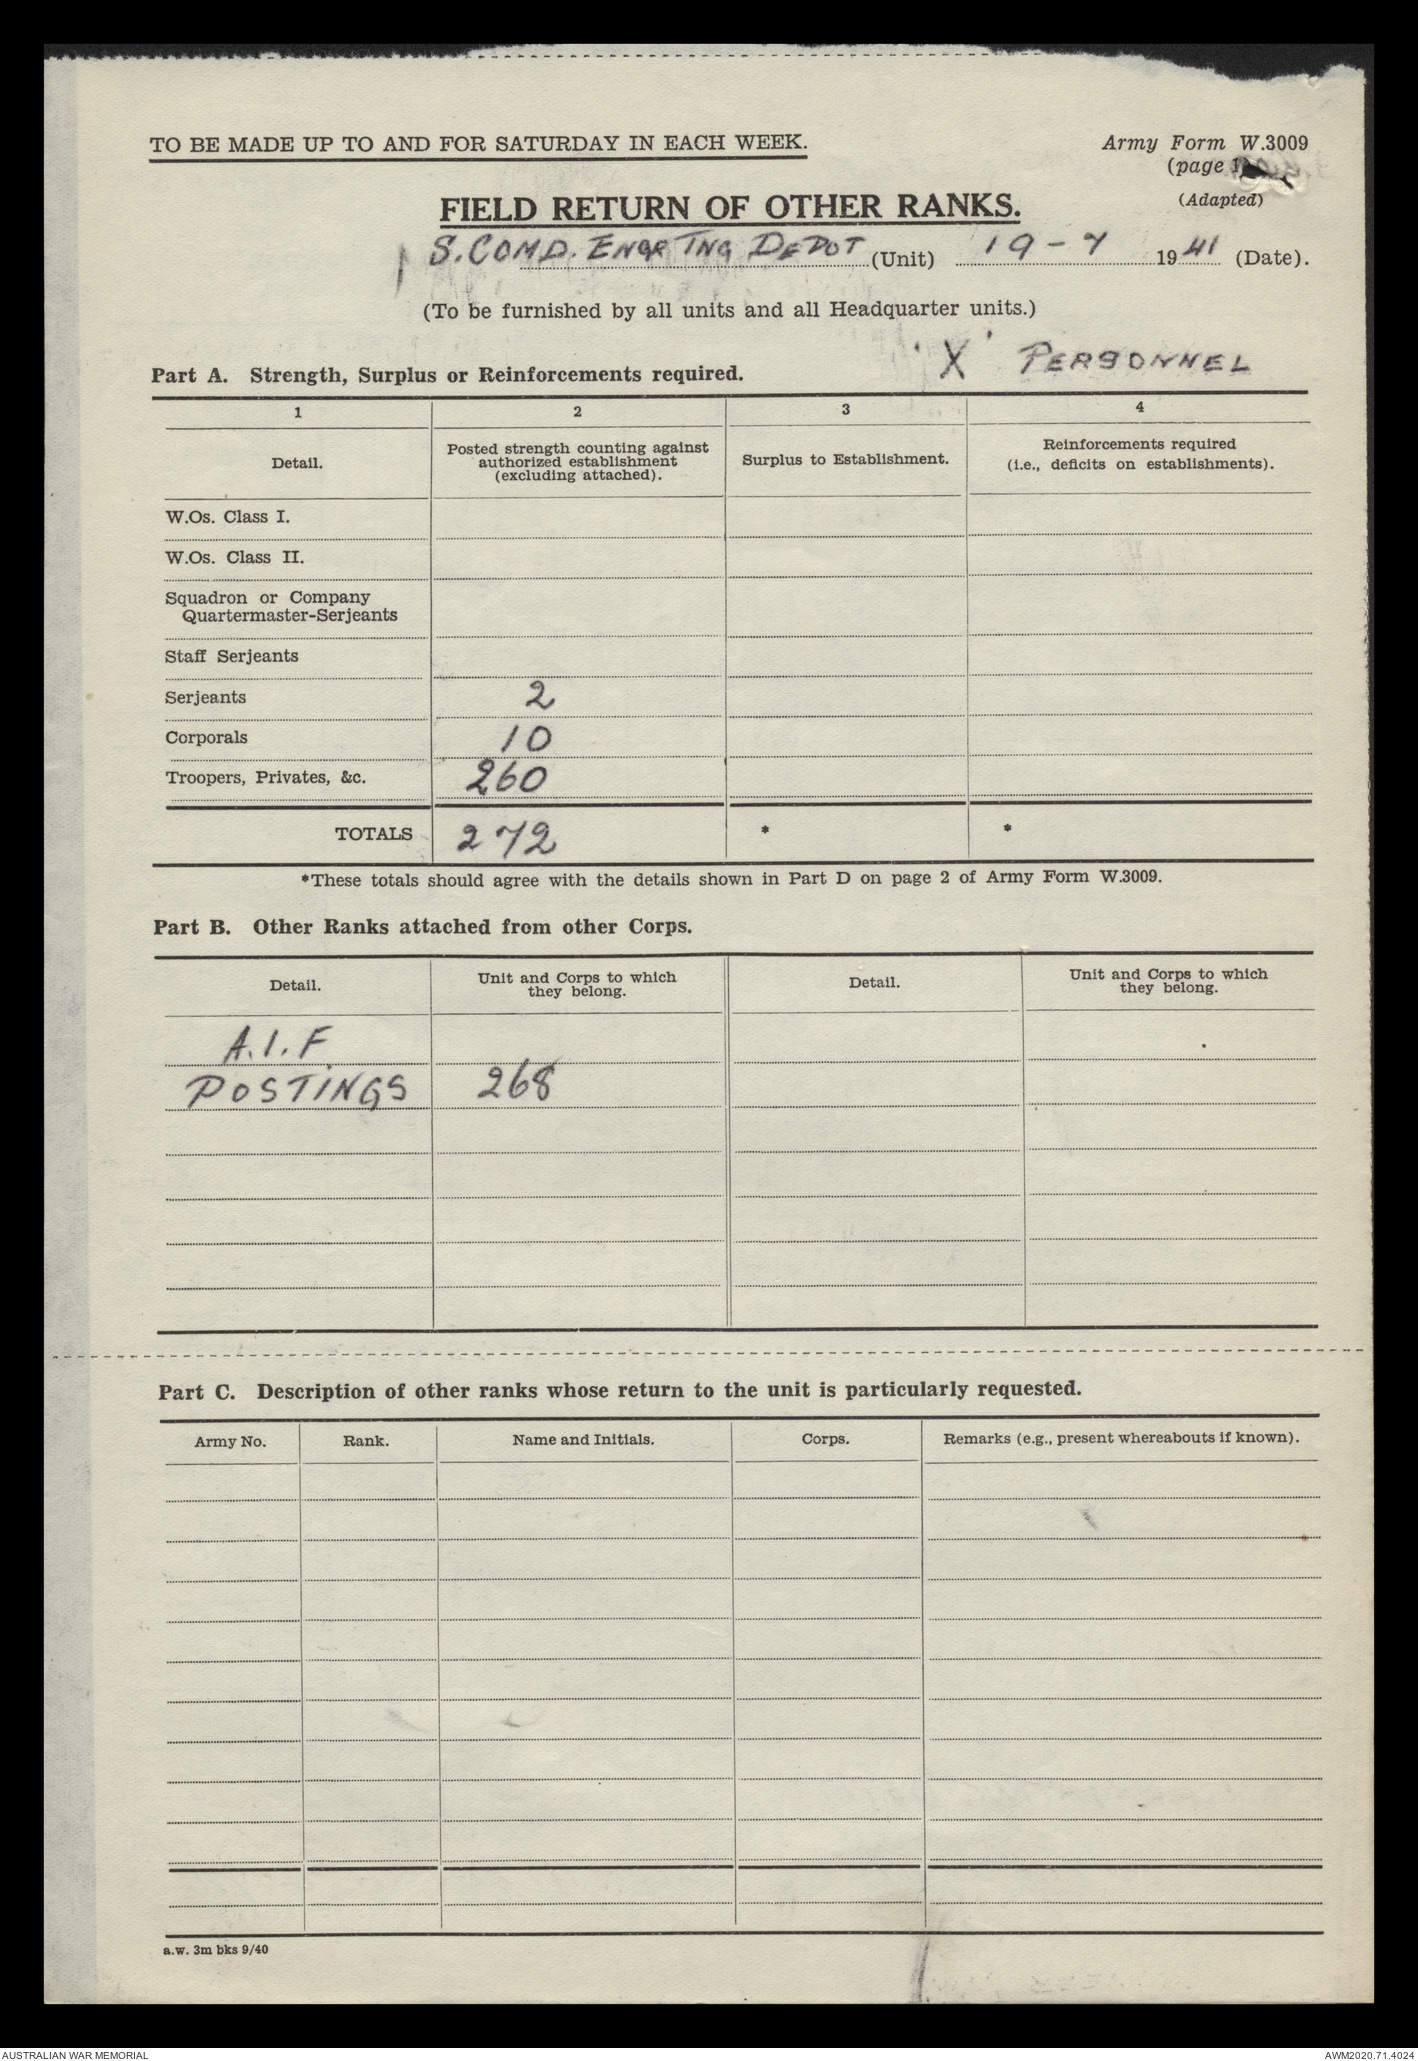 TO BE MADE UP TO AND FOR SATURDAY IN EACH WEEK.
Army Form W.3009
(page 1)
(Adapted)
FIELD RETURN OF OTHER RANKS.
S. COMD. ENGR TNG DEPOT (Unit) 19 - 7 1941 (Date).
(To be furnished by all units and all Headquarter units.)
'X' PERSONNEL
Part A. Strength, Surplus or Reinforcements required.
1 2 3 4
Detail.
Posted strength counting against
authorized establishment
(excluding attached).
Surplus to Establishment.
Reinforcements required
(i.e., deficits on establishments).
W.Os. Class I.
W.Os. Class II.
Squadron or Company
Quartermaster-Serjeants
Staff Serjeants
Serjeants 2
Corporals 10
Troopers, Privates, &c. 260
TOTALS 272 * *
*These totals should agree with the details shown in Part D on page 2 of Army Form W.3009.
Part B. Other Ranks attached from other Corps.
Detail.
Unit and Corps to which
they belong.
Detail.
Unit and Corps to which
they belong.
A.I.F
POSTINGS 268
Part C. Description of other ranks whose return to the unit is particularly requested.
Army No. Rank. Name and Initials. Corps. Remarks (e.g., present whereabouts if known).
a.w. 3m bks 9/40
AUSTRALIAN WAR MEMORIAL
AWM2020.71.4024